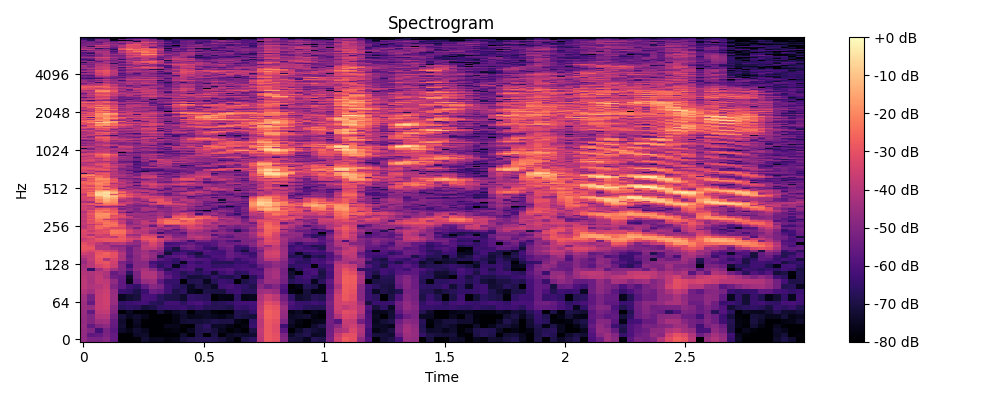 Spectrogram
Hz
4096
2048
1024
512
256
128
64
0
0
0.5
1
1.5
2
2.5
Time
+0 dB
-10 dB
-20 dB
-30 dB
-40 dB
-50 dB
-60 dB
-70 dB
-80 dB